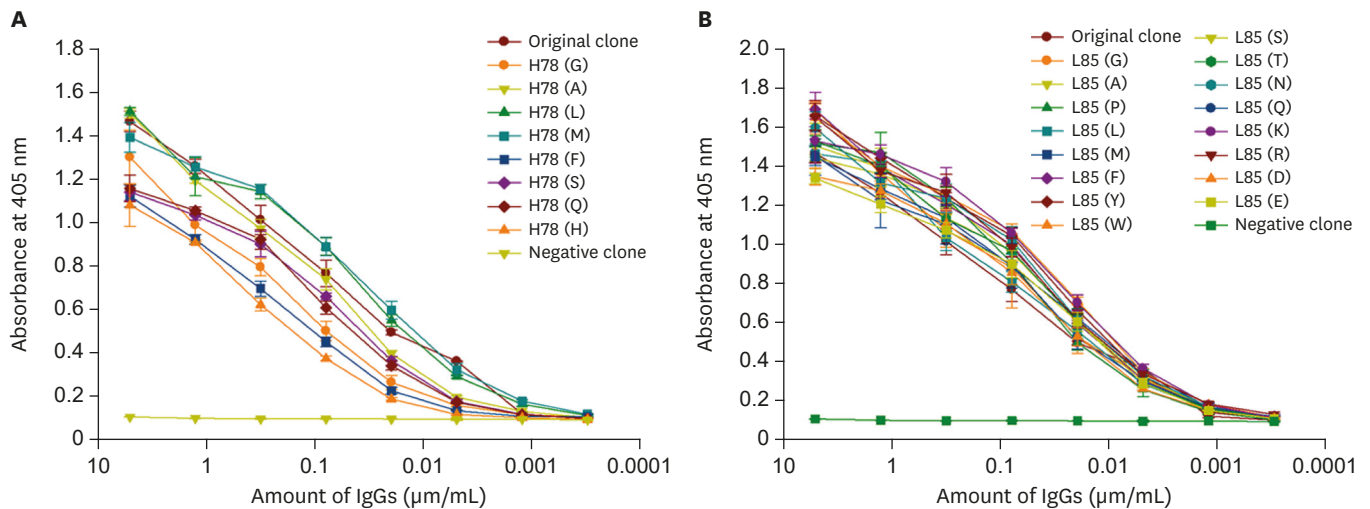 A
Absorbance at 405 nm
1.8
1.6
1.4
1.2
1.0
0.8
0.6
0.4
0.2
0
10
1
0.1
0.01
0.001
0.0001
Amount of IgGs (µm/mL)
Original clone
H78 (G)
H78 (A)
H78 (L)
H78 (M)
H78 (F)
H78 (S)
H78 (Q)
H78 (H)
Negative clone
B
Absorbance at 405 nm
2.0
1.8
1.6
1.4
1.2
1.0
0.8
0.6
0.4
0.2
0
10
1
0.1
0.01
0.001
0.0001
Amount of IgGs (µm/mL)
Original clone
L85 (G)
L85 (A)
L85 (P)
L85 (L)
L85 (M)
L85 (F)
L85 (Y)
L85 (W)
L85 (S)
L85 (T)
L85 (N)
L85 (Q)
L85 (K)
L85 (R)
L85 (D)
L85 (E)
Negative clone